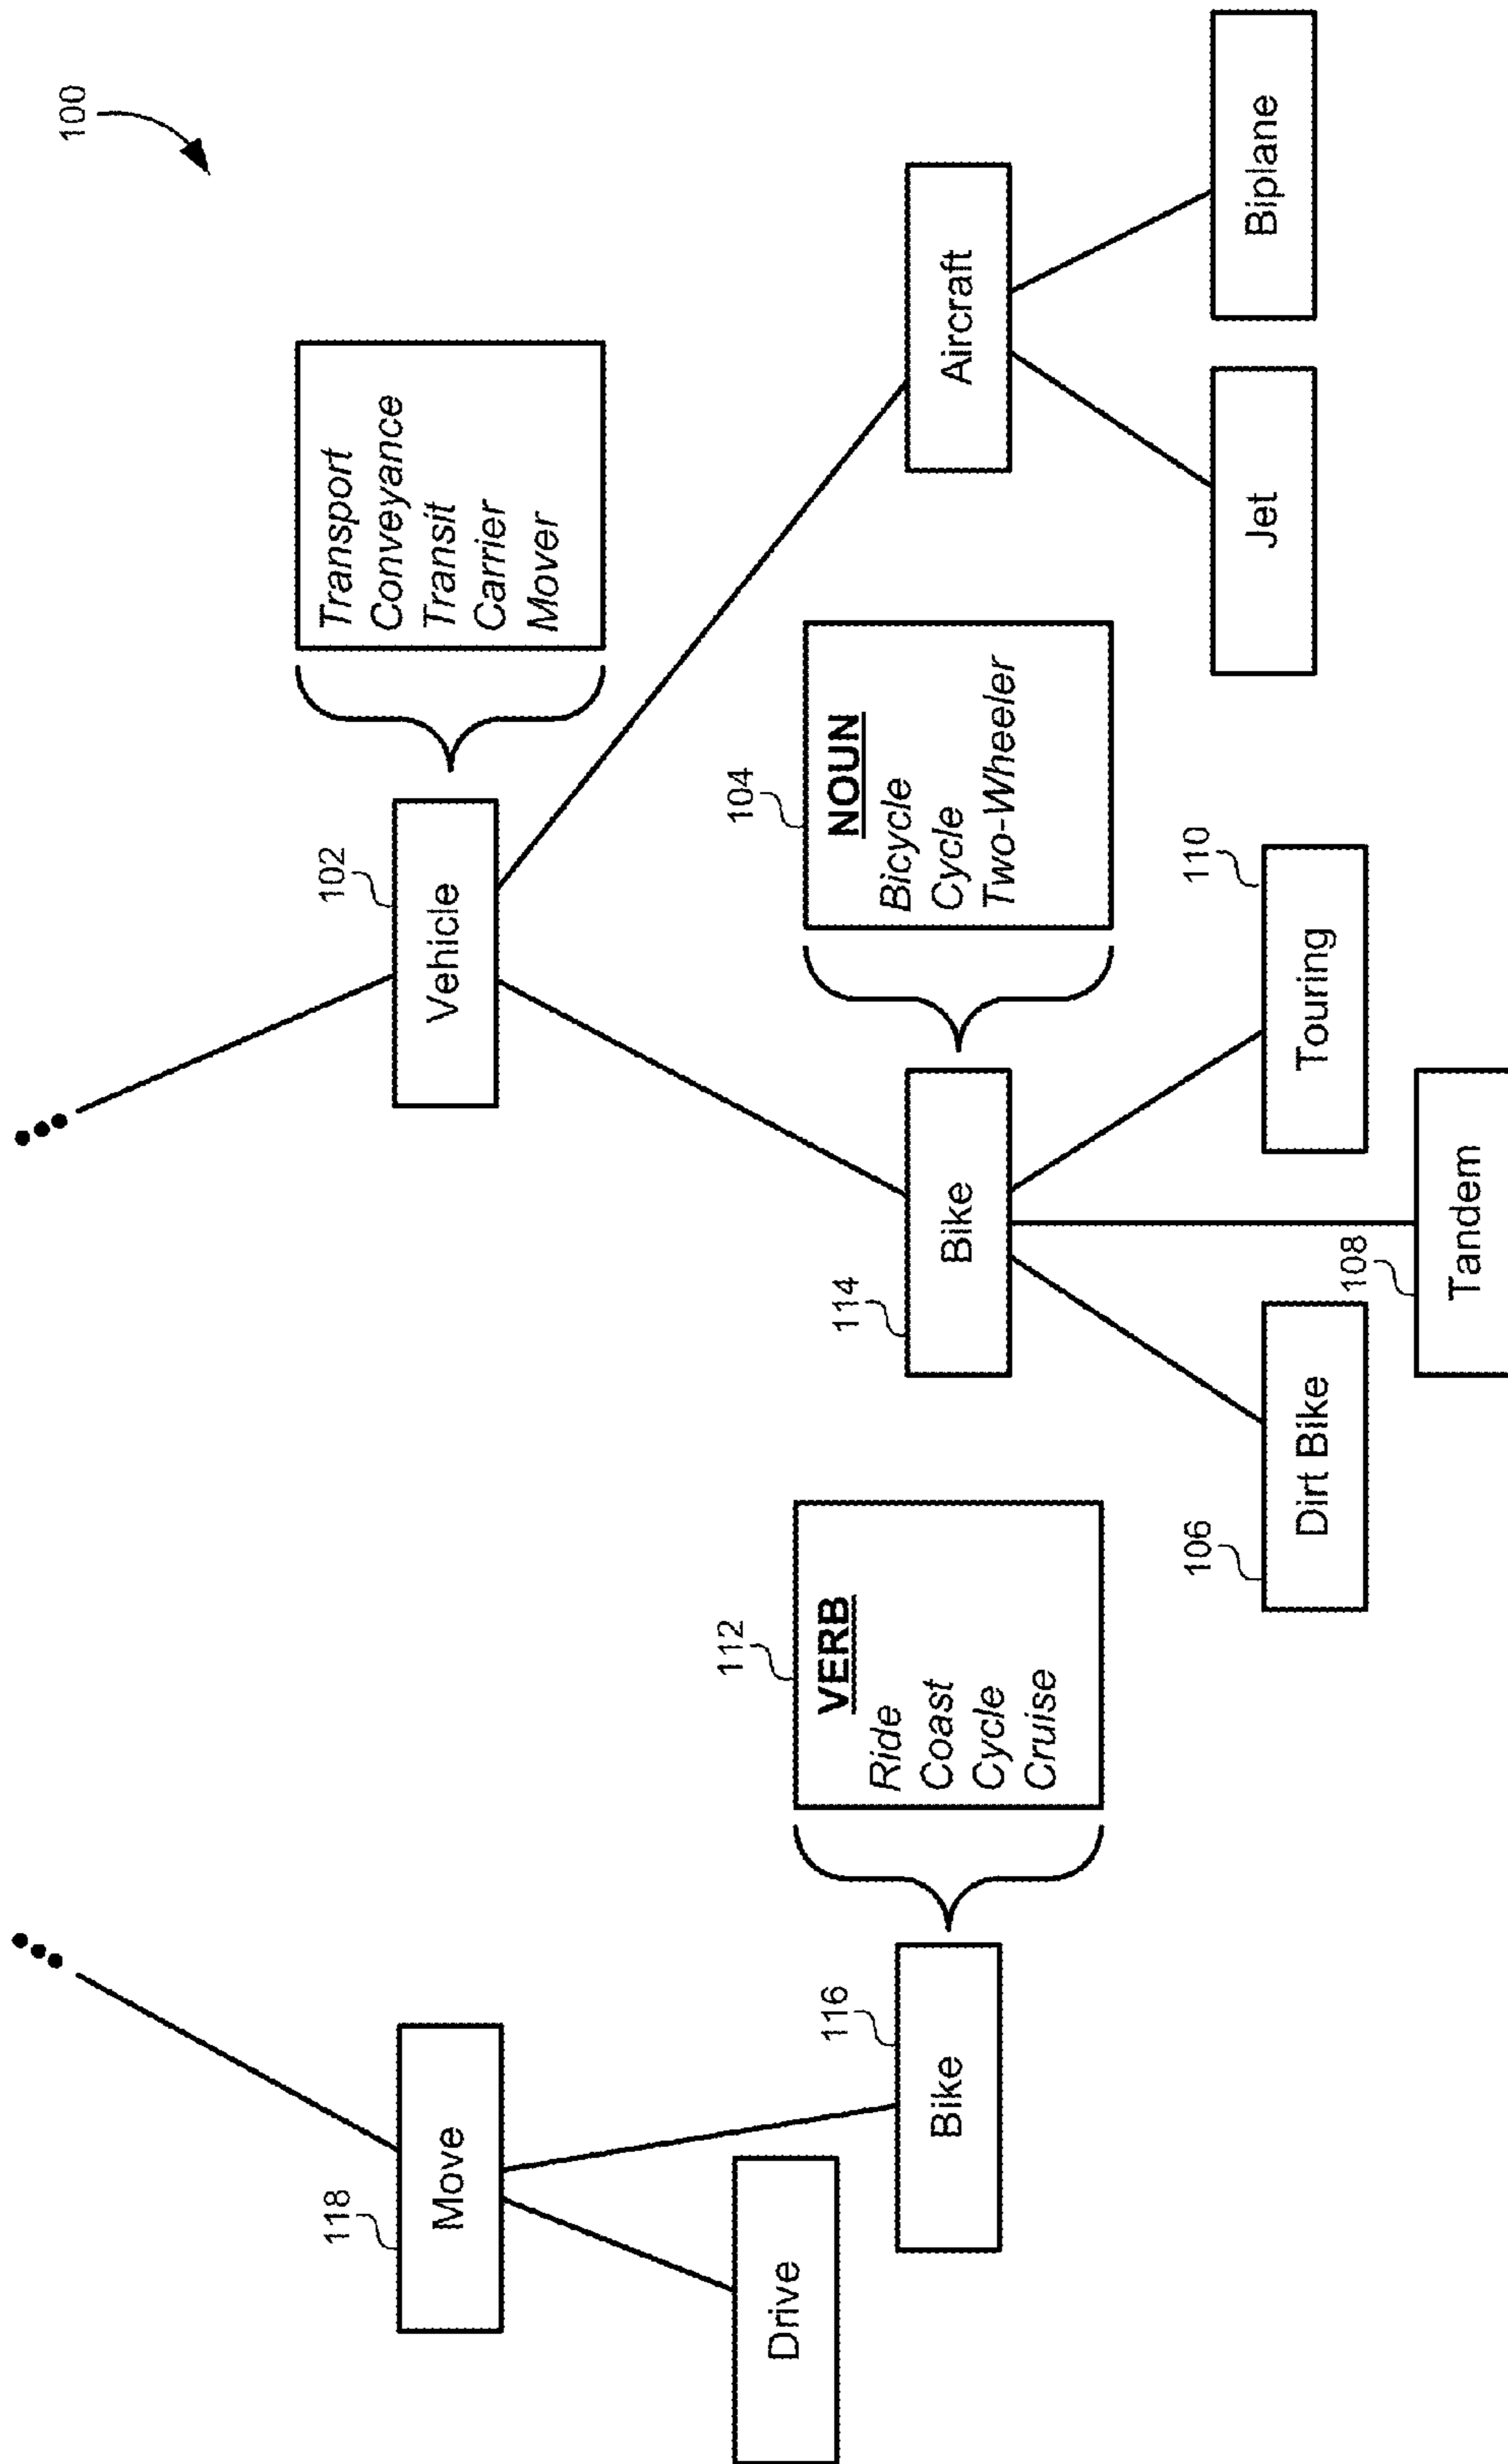 100
102
Vehicle
Transport
Conveyance
Transit
Carrier
Mover
118
Move
Drive
116
Bike
112
VERB
Ride
Coast
Cycle
Cruise
114
Bike
104
NOUN
Bicycle
Cycle
Two-Wheeler
Aircraft
106
Dirt Bike
108
Tandem
110
Touring
Jet
Biplane